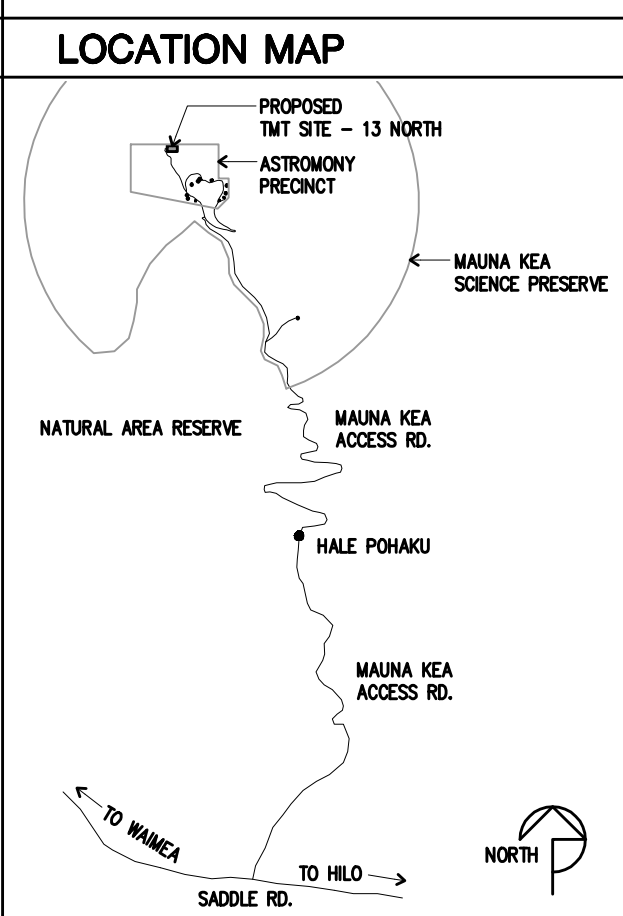 LOCATION MAP
PROPOSED
TMT SITE - 13 NORTH
ASTROMONY
PRECINCT
MAUNA KEA
SCIENCE PRESERVE
NATURAL AREA RESERVE
MAUNA KEA
ACCESS RD.
HALE POHAKU
MAUNA KEA
ACCESS RD.
TO WAIMEA
NORTH
TO HILO
SADDLE RD.